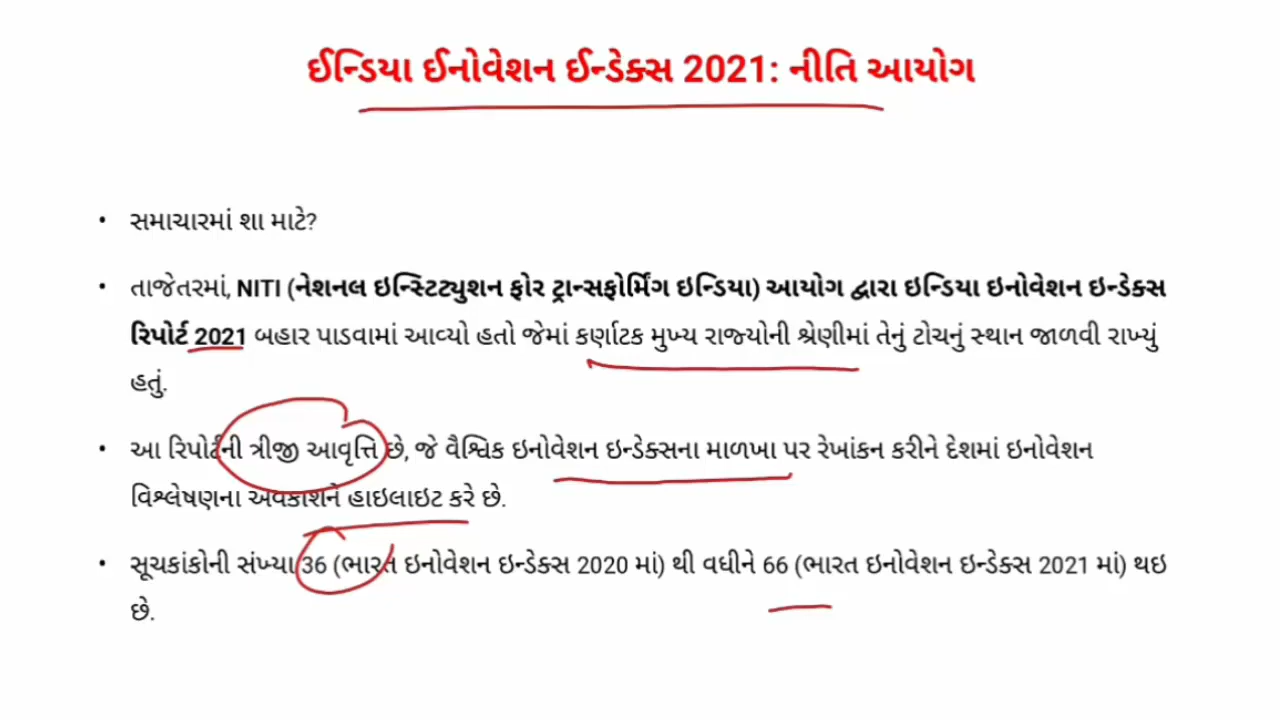 ઈન્ડિયા ઈનોવેશન ઈન્ડેક્સ 2021: નીતિ આયોગ
• સમાચારમાં શા માટે?
• તાજેતરમાં, NITI (નેશનલ ઇન્સ્ટિટ્યુશન ફોર ટ્રાન્સફોર્મિંગ ઇન્ડિયા) આયોગ દ્વારા ઇન્ડિયા ઇનોવેશન ઇન્ડેક્સ
રિપોર્ટ 2021 બહાર પાડવામાં આવ્યો હતો જેમાં કર્ણાટક મુખ્ય રાજ્યોની શ્રેણીમાં તેનું ટોચનું સ્થાન જાળવી રાખ્યું
હતું.
• આ રિપોર્ટની ત્રીજી આવૃત્તિ છે, જે વૈશ્વિક ઇનોવેશન ઇન્ડેક્સના માળખા પર રેખાંકન કરીને દેશમાં ઇનોવેશન
વિશ્લેષણના અવકાશને હાઇલાઇટ કરે છે.
• સૂચકાંકોની સંખ્યા 36 (ભારત ઇનોવેશન ઇન્ડેક્સ 2020 માં) થી વધીને 66 (ભારત ઇનોવેશન ઇન્ડેક્સ 2021 માં) થઇ
છે.